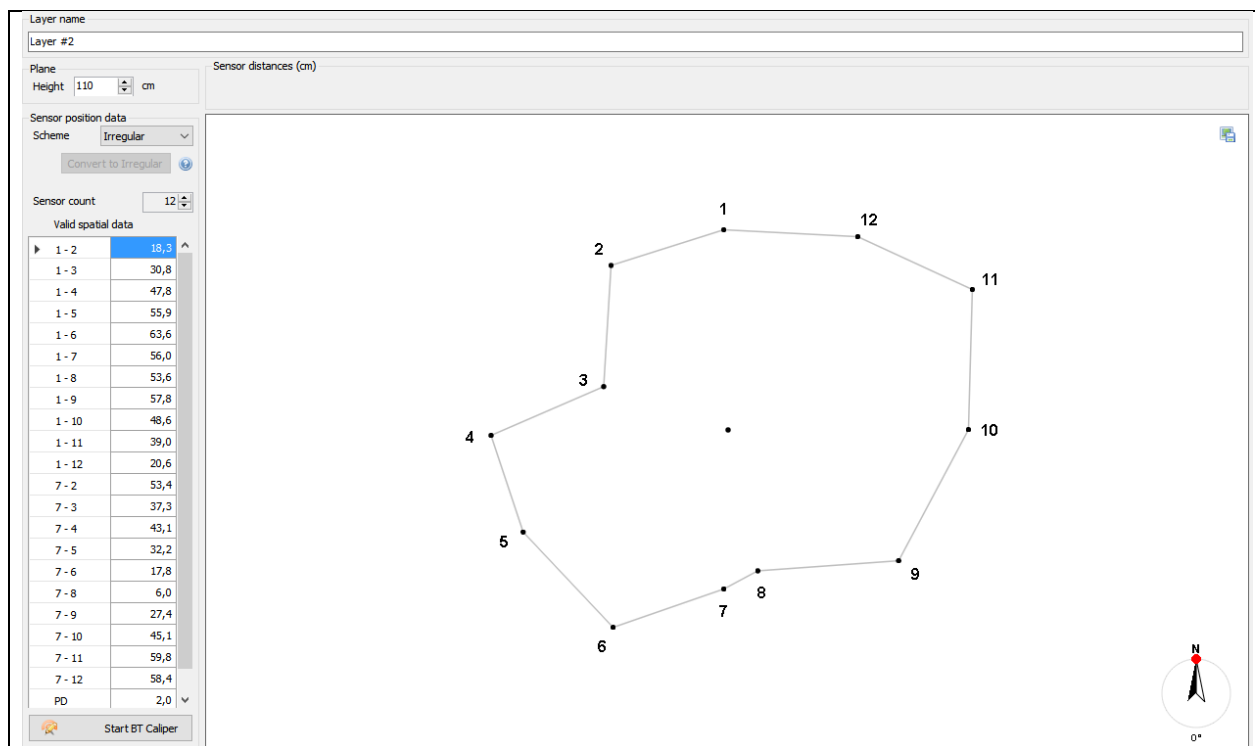 Layer name
Layer #2
Plane
Height 110 cm
Sensor distances (cm)
Sensor position data
Scheme Irregular
Convert to Irregular
Sensor count 12
Valid spatial data
1 - 2 18,3
1 - 3 30,8
1 - 4 47,8
1 - 5 55,9
1 - 6 63,6
1 - 7 56,0
1 - 8 53,6
1 - 9 57,8
1 - 10 48,6
1 - 11 39,0
1 - 12 20,6
7 - 2 53,4
7 - 3 37,3
7 - 4 43,1
7 - 5 32,2
7 - 6 17,8
7 - 8 6,0
7 - 9 27,4
7 - 10 45,1
7 - 11 59,8
7 - 12 58,4
PD 2,0
Start BT Caliper
1
12
2
11
3
4
10
5
9
8
7
6
N
0°